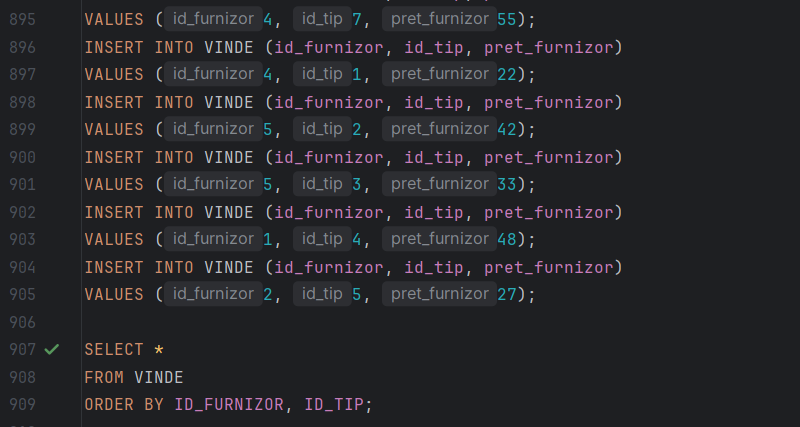 895 VALUES ( id_furnizor 4, id_tip 7, pret_furnizor 55);
896 INSERT INTO VINDE (id_furnizor, id_tip, pret_furnizor)
897 VALUES ( id_furnizor 4, id_tip 1, pret_furnizor 22);
898 INSERT INTO VINDE (id_furnizor, id_tip, pret_furnizor)
899 VALUES ( id_furnizor 5, id_tip 2, pret_furnizor 42);
900 INSERT INTO VINDE (id_furnizor, id_tip, pret_furnizor)
901 VALUES ( id_furnizor 5, id_tip 3, pret_furnizor 33);
902 INSERT INTO VINDE (id_furnizor, id_tip, pret_furnizor)
903 VALUES ( id_furnizor 1, id_tip 4, pret_furnizor 48);
904 INSERT INTO VINDE (id_furnizor, id_tip, pret_furnizor)
905 VALUES ( id_furnizor 2, id_tip 5, pret_furnizor 27);
906
907 SELECT *
908 FROM VINDE
909 ORDER BY ID_FURNIZOR, ID_TIP;